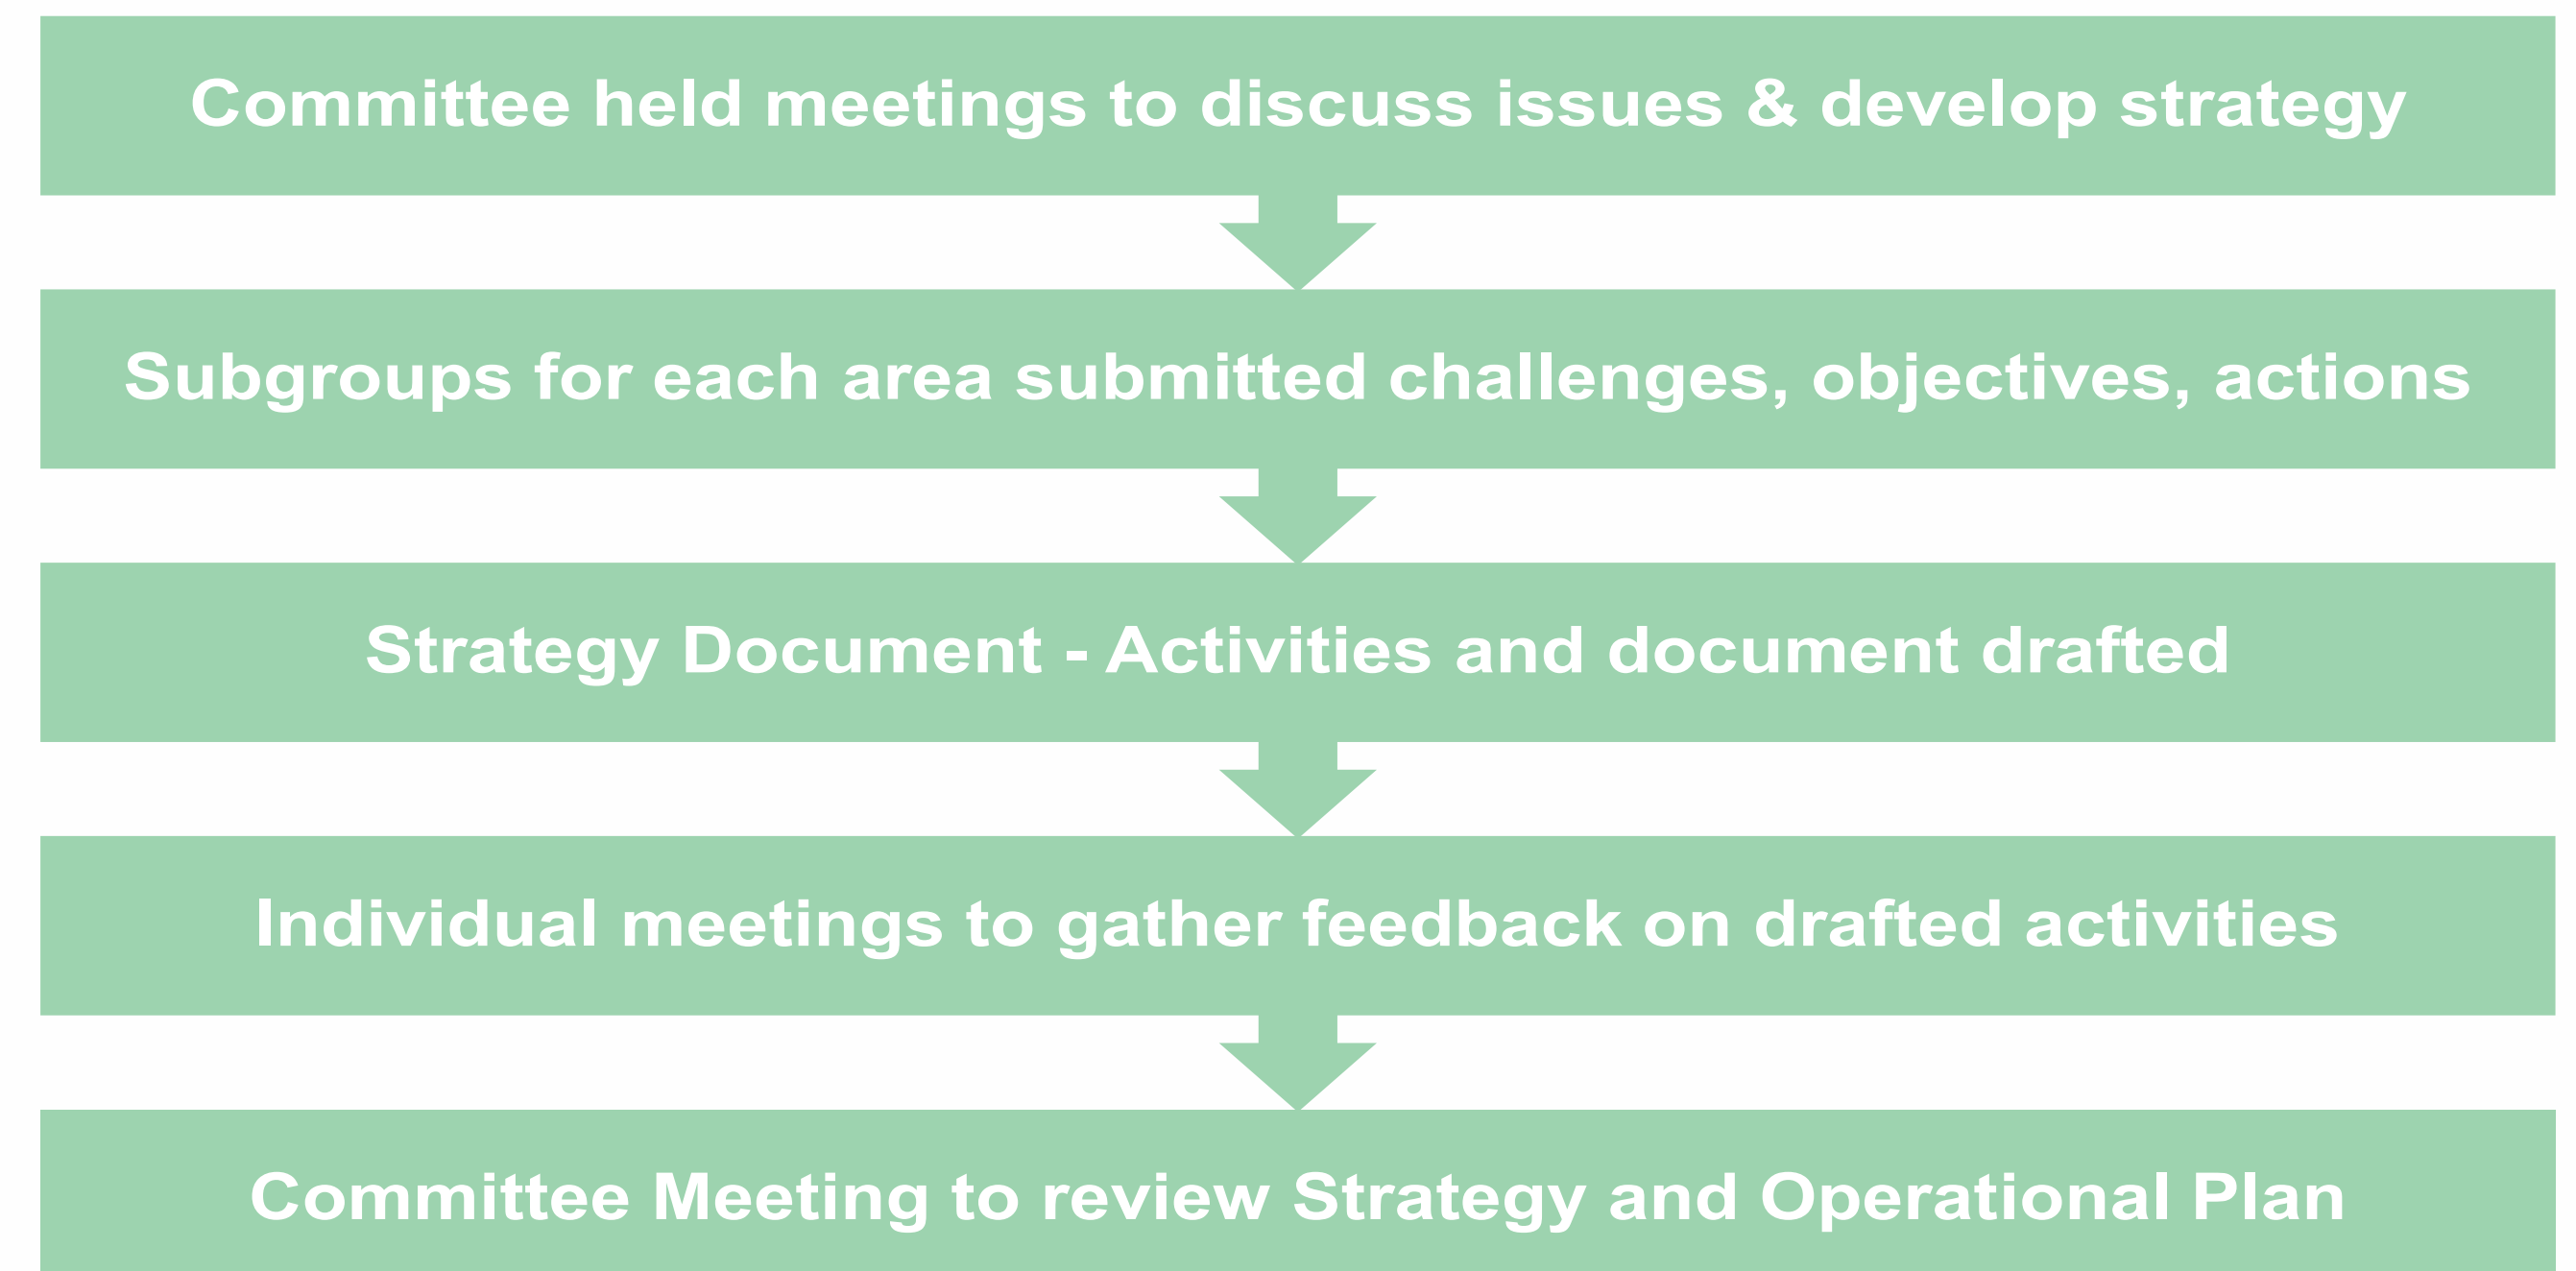 Committee held meetings to discuss issues & develop strategy
Subgroups for each area submitted challenges, objectives, actions
Strategy Document - Activities and document drafted
Individual meetings to gather feedback on drafted activities
Committee Meeting to review Strategy and Operational Plan